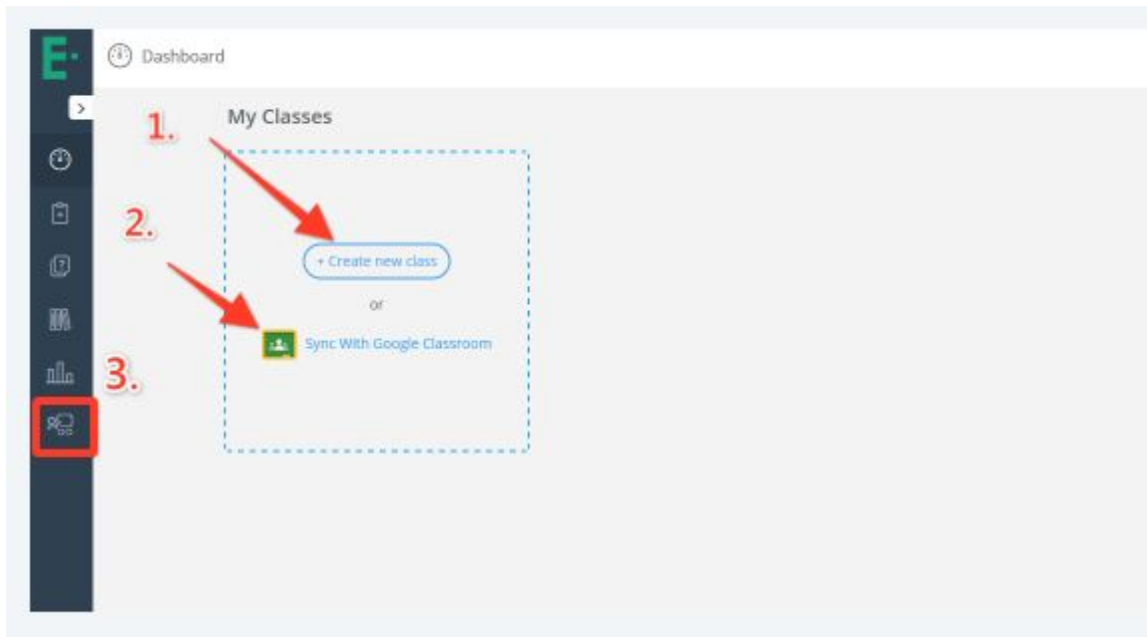 E.
Dashboard
My Classes
1.
2.
+ Create new class
or
Sync With Google Classroom
3.